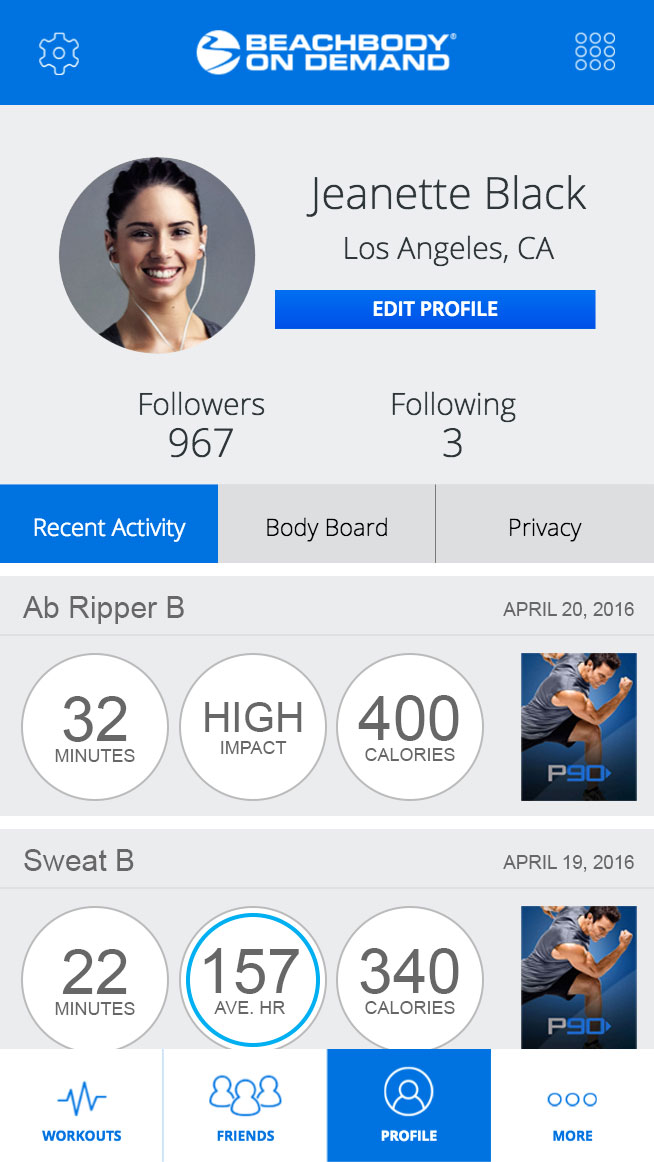 BEACHBODY®
ON DEMAND
Jeanette Black
Los Angeles, CA
EDIT PROFILE
Followers Following
967 3
Recent Activity Body Board Privacy
Ab Ripper B APRIL 20, 2016
32 HIGH 400
MINUTES IMPACT CALORIES
P90
Sweat B APRIL 19, 2016
22 157 340
MINUTES AVE. HR CALORIES
P90
WORKOUTS FRIENDS PROFILE MORE